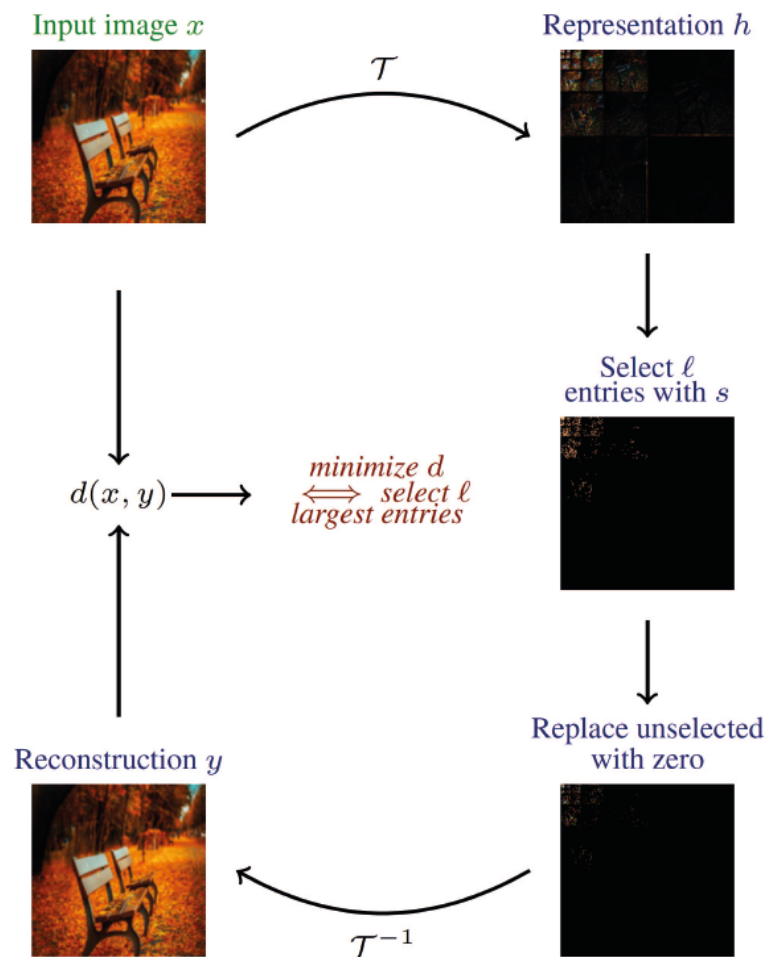 Input image x
Representation h
𝒯
Select ℓ
entries with s
d(x, y)
minimize d
⟺ select ℓ
largest entries
Replace unselected
with zero
Reconstruction y
𝒯⁻¹